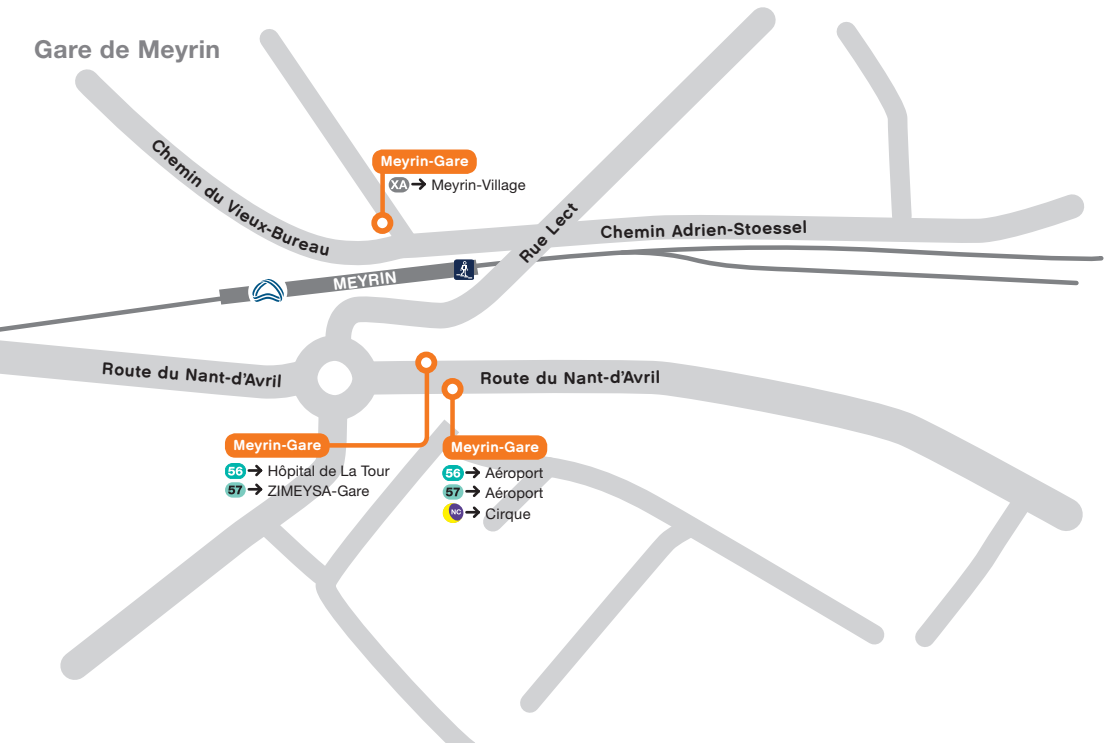 Gare de Meyrin
Chemin du Vieux-Bureau
Meyrin-Gare
XA → Meyrin-Village
Rue Lect
Chemin Adrien-Stoessel
MEYRIN
Route du Nant-d'Avril
Route du Nant-d'Avril
Meyrin-Gare
56 → Hôpital de La Tour
57 → ZIMEYSA-Gare
Meyrin-Gare
56 → Aéroport
57 → Aéroport
NC → Cirque